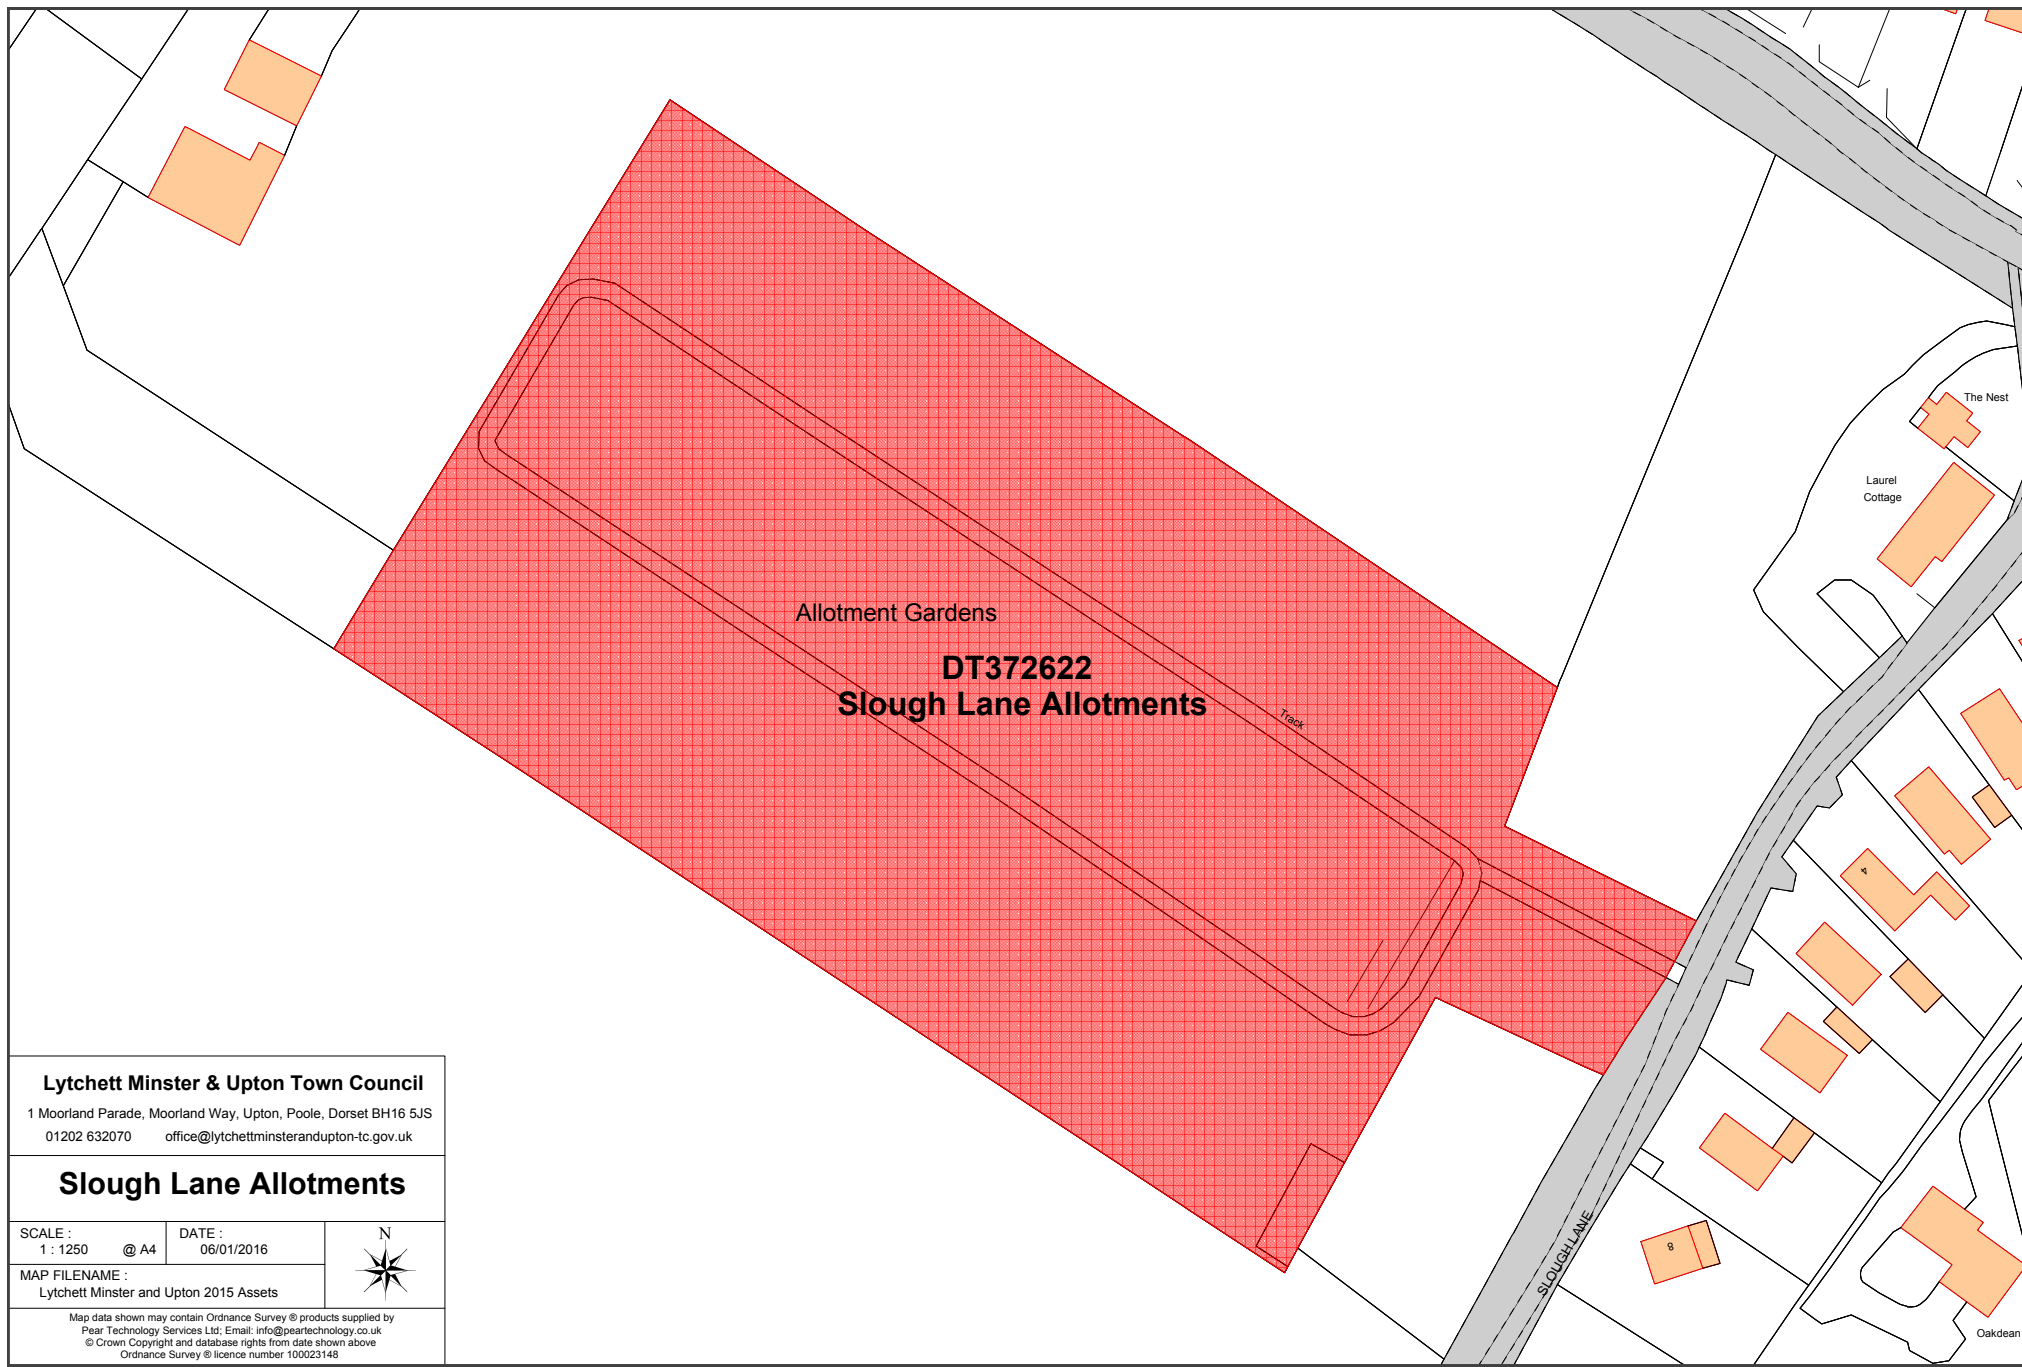 The Nest
Laurel
Cottage
Allotment Gardens
DT372622
Slough Lane Allotments
Track
4
8
SLOUGH LANE
Oakdean
Lytchett Minster & Upton Town Council
1 Moorland Parade, Moorland Way, Upton, Poole, Dorset BH16 5JS
01202 632070 office@lytchettminsterandupton-tc.gov.uk
Slough Lane Allotments
SCALE :
1 : 1250 @ A4
DATE :
06/01/2016
N
MAP FILENAME :
Lytchett Minster and Upton 2015 Assets
Map data shown may contain Ordnance Survey ® products supplied by
Pear Technology Services Ltd; Email: info@peartechnology.co.uk
© Crown Copyright and database rights from date shown above
Ordnance Survey ® licence number 100023148